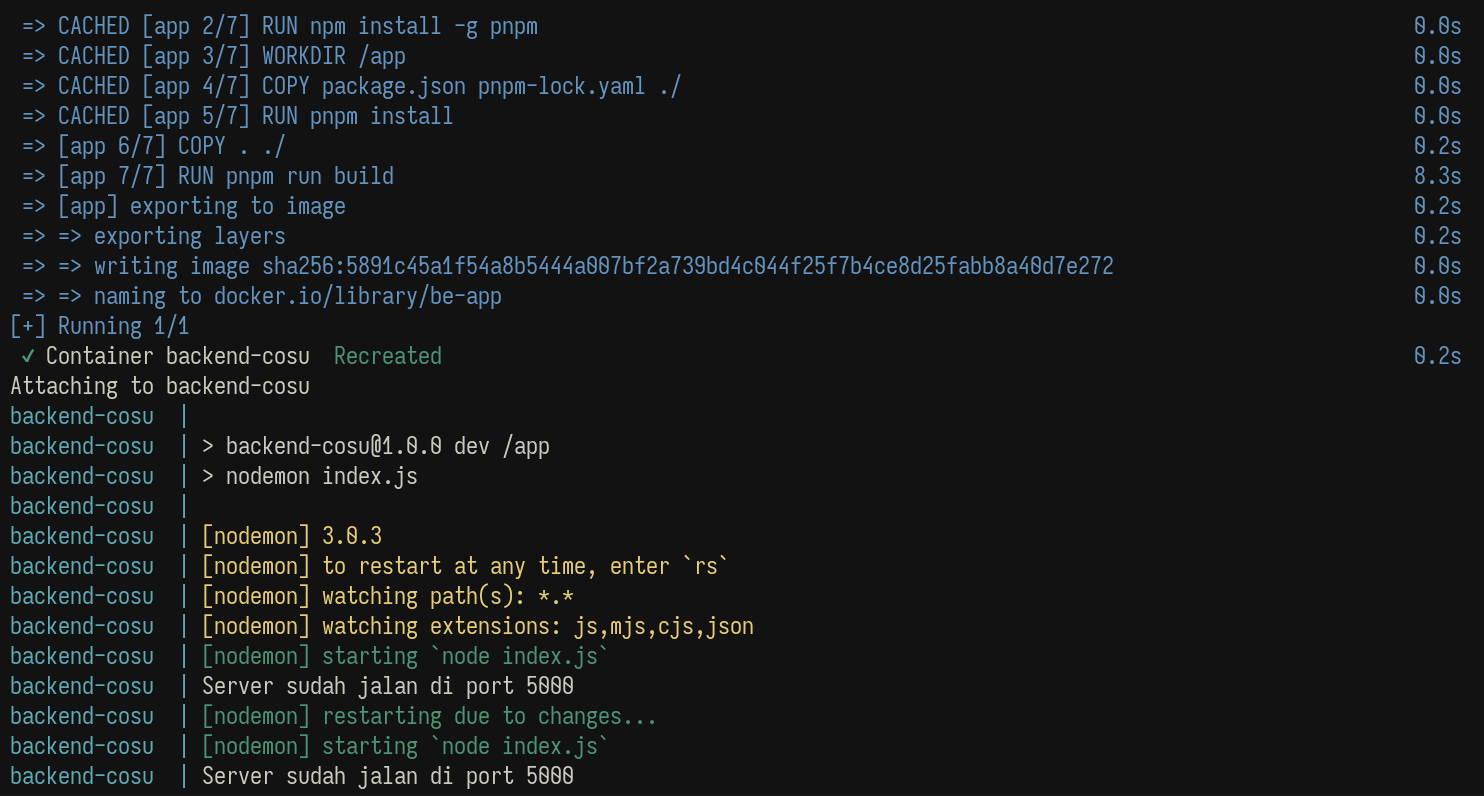 => CACHED [app 2/7] RUN npm install -g pnpm 0.0s
=> CACHED [app 3/7] WORKDIR /app 0.0s
=> CACHED [app 4/7] COPY package.json pnpm-lock.yaml ./ 0.0s
=> CACHED [app 5/7] RUN pnpm install 0.0s
=> [app 6/7] COPY . ./ 0.2s
=> [app 7/7] RUN pnpm run build 8.3s
=> [app] exporting to image 0.2s
=> => exporting layers 0.2s
=> => writing image sha256:5891c45a1f54a8b5444a007bf2a739bd4c044f25f7b4ce8d25fabb8a40d7e272 0.0s
=> => naming to docker.io/library/be-app 0.0s
[+] Running 1/1
✓ Container backend-cosu Recreated 0.2s
Attaching to backend-cosu
backend-cosu |
backend-cosu | > backend-cosu@1.0.0 dev /app
backend-cosu | > nodemon index.js
backend-cosu |
backend-cosu | [nodemon] 3.0.3
backend-cosu | [nodemon] to restart at any time, enter `rs`
backend-cosu | [nodemon] watching path(s): *.*
backend-cosu | [nodemon] watching extensions: js,mjs,cjs,json
backend-cosu | [nodemon] starting `node index.js`
backend-cosu | Server sudah jalan di port 5000
backend-cosu | [nodemon] restarting due to changes...
backend-cosu | [nodemon] starting `node index.js`
backend-cosu | Server sudah jalan di port 5000